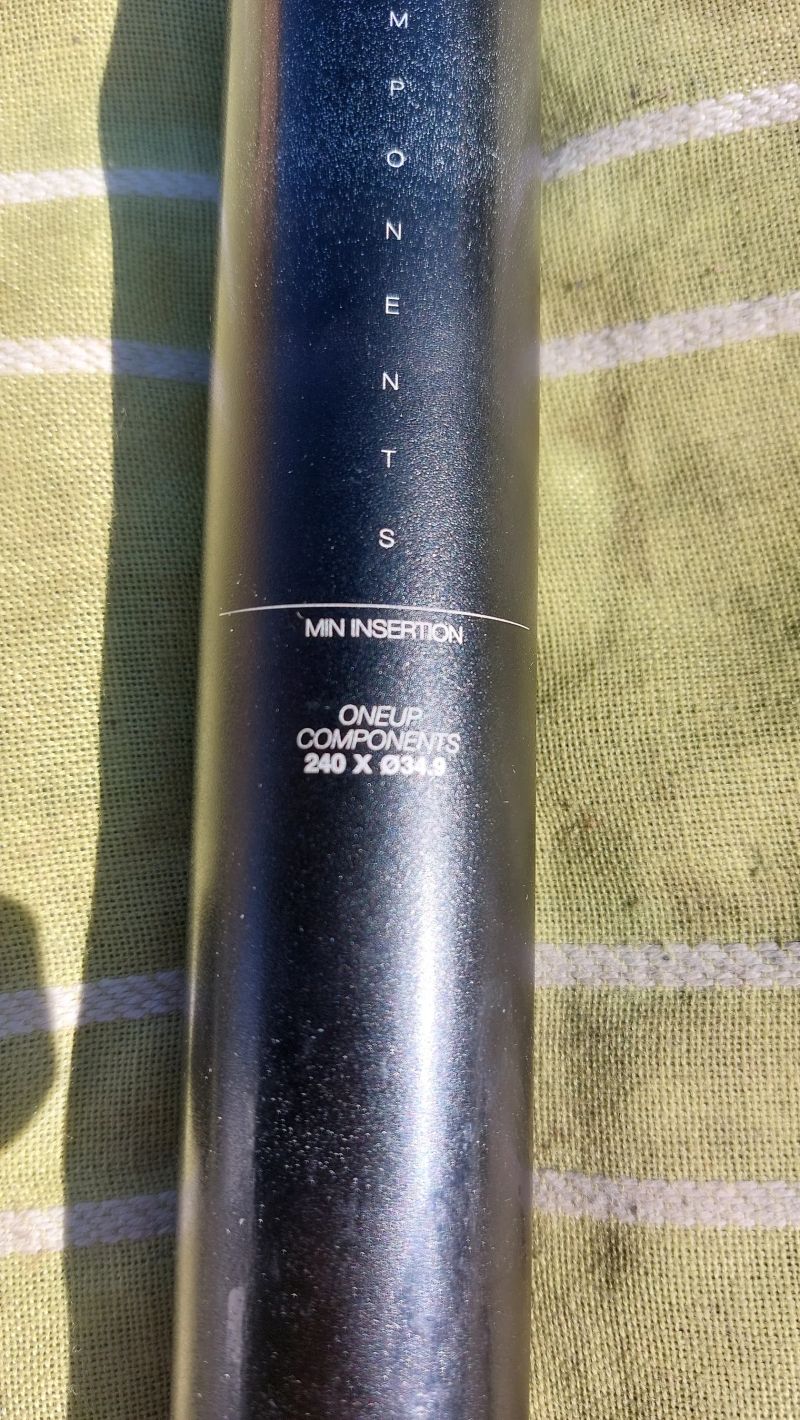 MPONENTS
MIN INSERTION
ONEUP
COMPONENTS
240 X Ø34.9